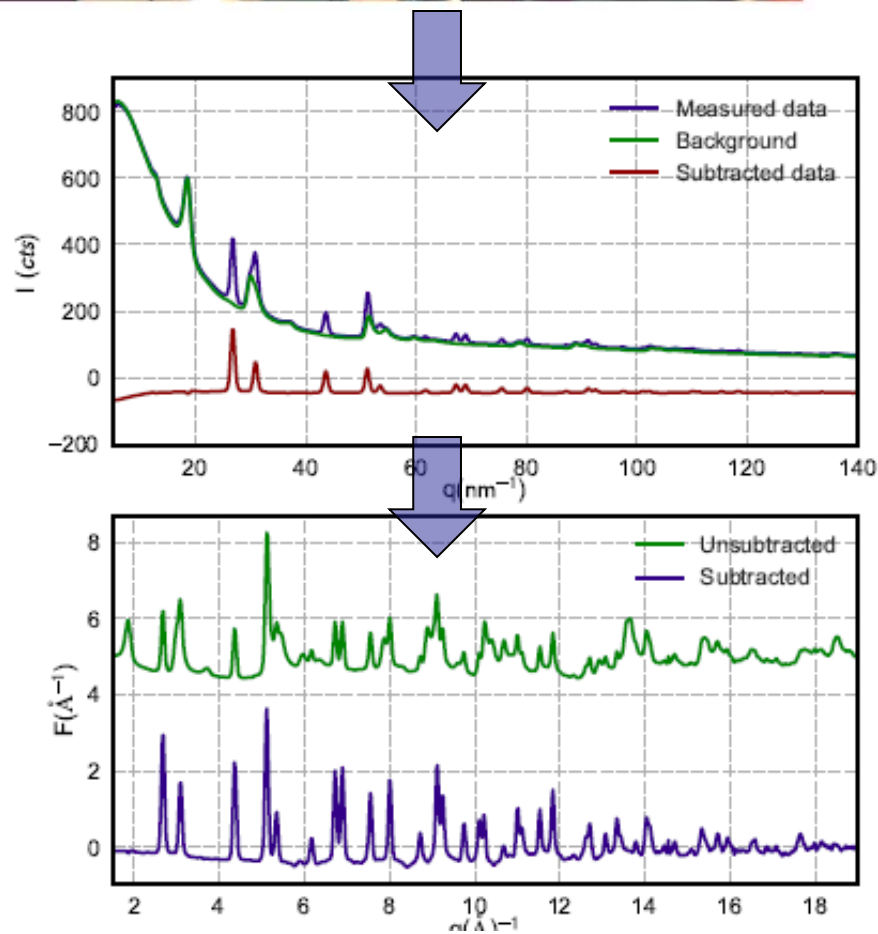 800
600
400
200
0
−200
I (cts)
Measured data
Background
Subtracted data
20 40 60 80 100 120 140
q(nm⁻¹)
8
6
4
2
0
F(Å⁻¹)
Unsubtracted
Subtracted
2 4 6 8 10 12 14 16 18
q(Å)⁻¹